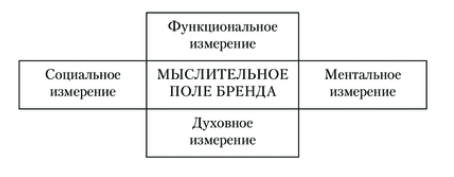 Функциональное
измерение
Социальное
измерение
МЫСЛИТЕЛЬНОЕ
ПОЛЕ БРЕНДА
Ментальное
измерение
Духовное
измерение